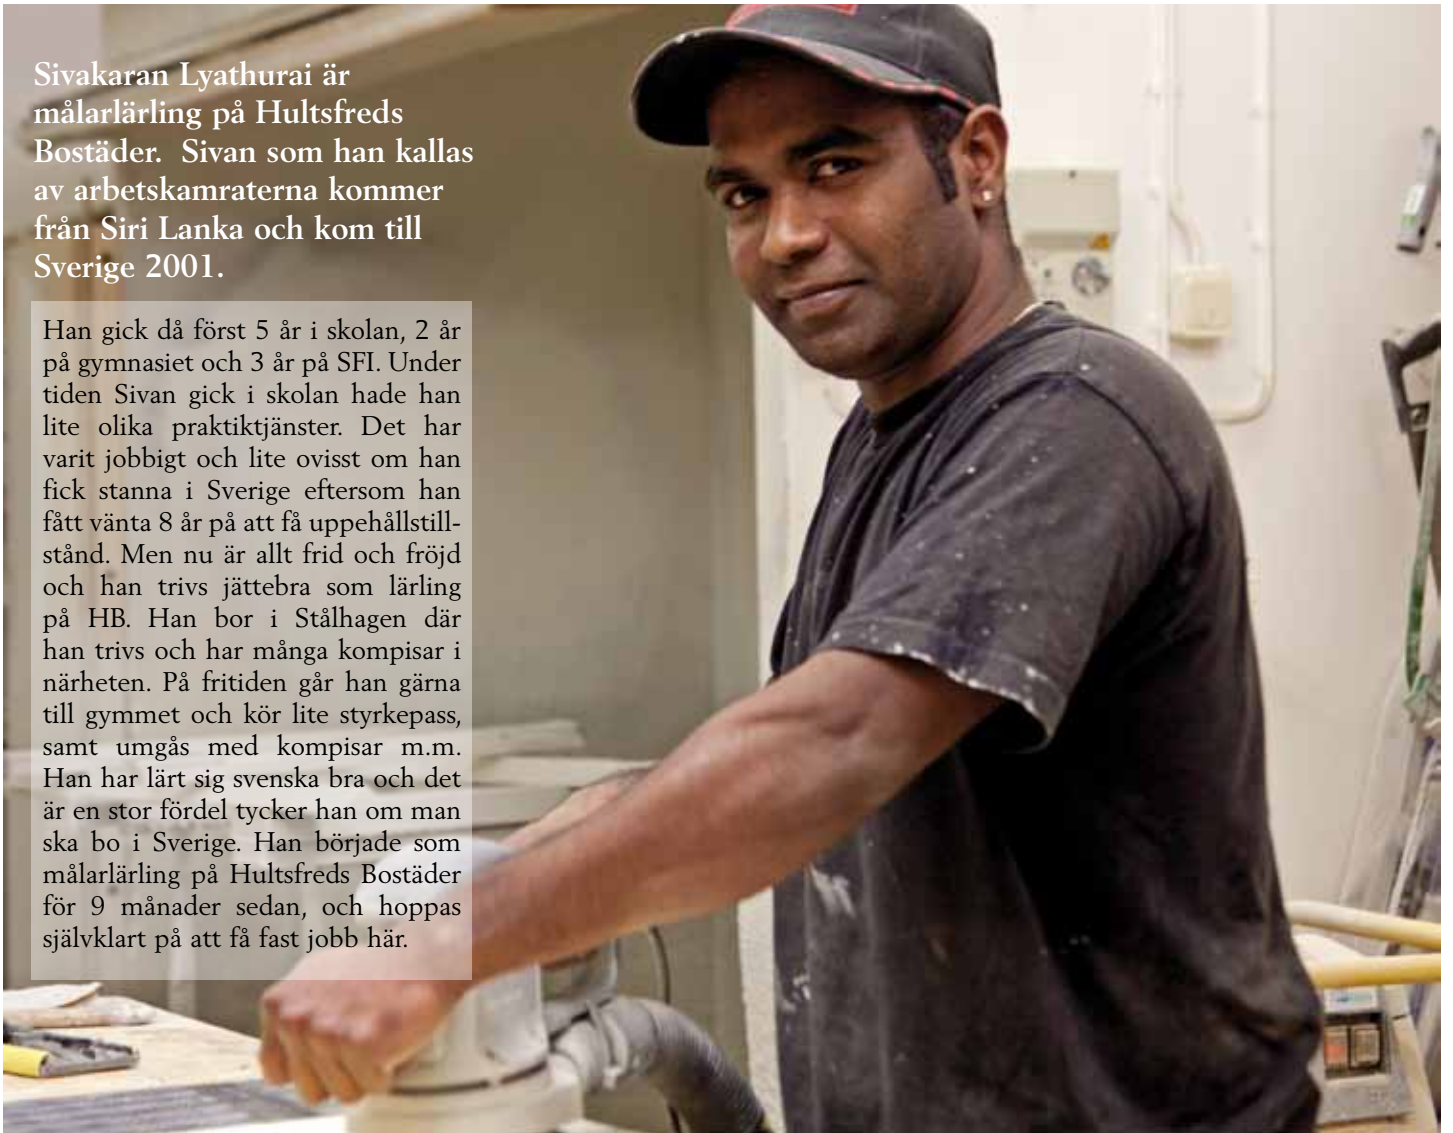 Sivakaran Lyathurai är
målarlärling på Hultsfreds
Bostäder.  Sivan som han kallas
av arbetskamraterna kommer
från Siri Lanka och kom till
Sverige 2001.
Han gick då först 5 år i skolan, 2 år
på gymnasiet och 3 år på SFI. Under
tiden Sivan gick i skolan hade han
lite olika praktiktjänster. Det har
varit jobbigt och lite ovisst om han
fick stanna i Sverige eftersom han
fått vänta 8 år på att få uppehållstill-
stånd. Men nu är allt frid och fröjd
och han trivs jättebra som lärling
på HB. Han bor i Stålhagen där
han trivs och har många kompisar i
närheten. På fritiden går han gärna
till gymmet och kör lite styrkepass,
samt umgås med kompisar m.m.
Han har lärt sig svenska bra och det
är en stor fördel tycker han om man
ska bo i Sverige. Han började som
målarlärling på Hultsfreds Bostäder
för 9 månader sedan, och hoppas
självklart på att få fast jobb här.